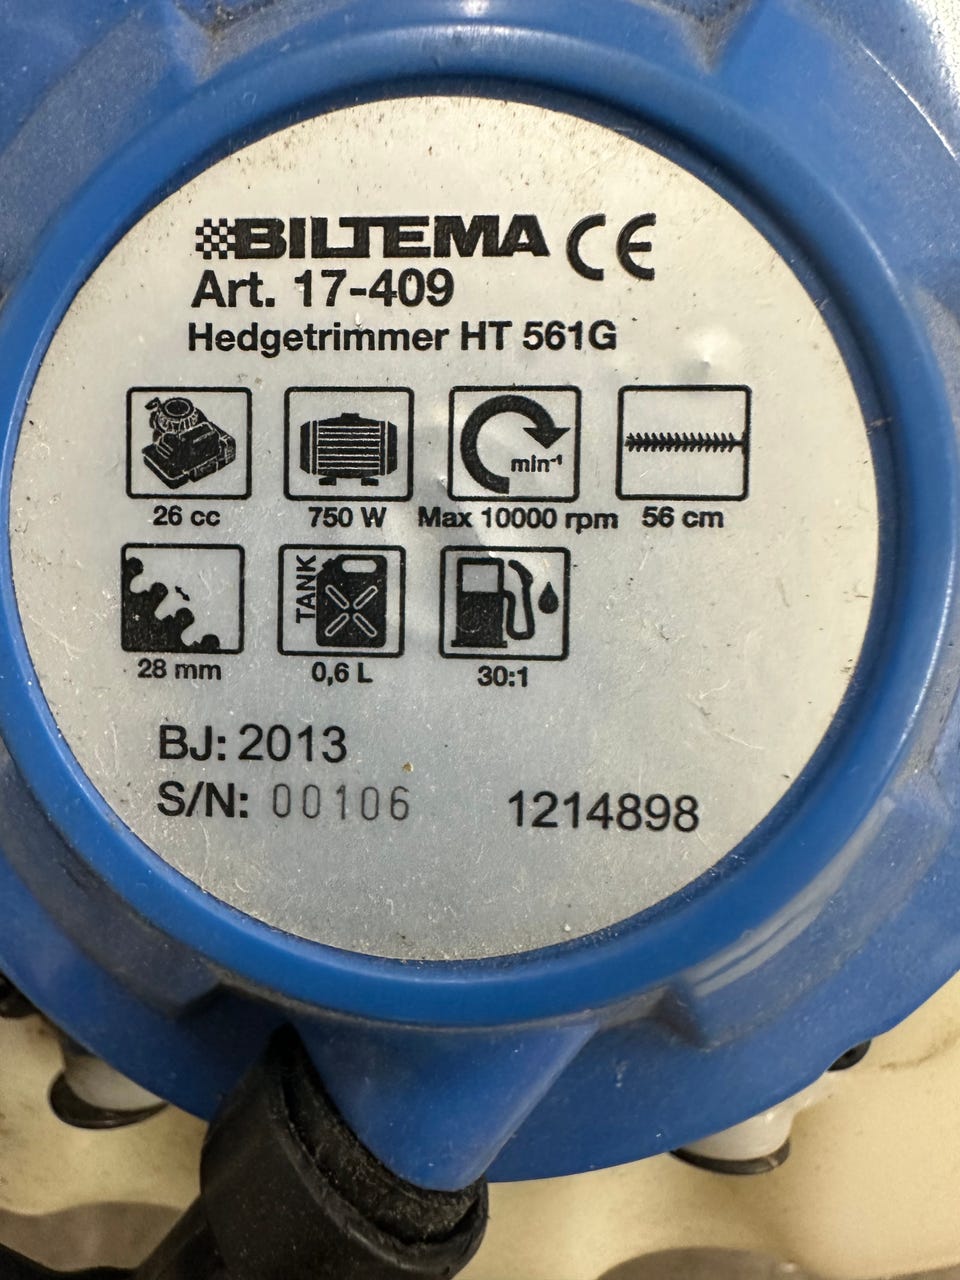 BILTEMA CE
Art. 17-409
Hedgetrimmer HT 561G
min⁻¹
26 cc 750 W Max 10000 rpm 56 cm
TANK
28 mm 0,6 L 30:1
BJ: 2013
S/N: 00106 1214898